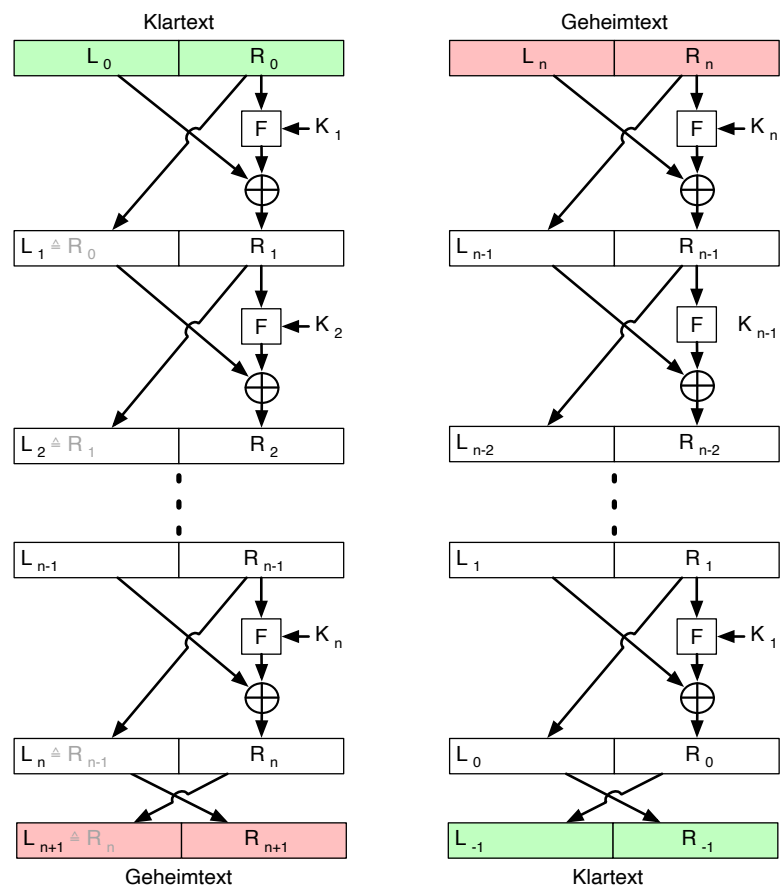 Klartext
L 0 R 0
F K 1
L 1 ≙ R 0 R 1
F K 2
L 2 ≙ R 1 R 2
L n-1 R n-1
F K n
L n ≙ R n-1 R n
L n+1 ≙ R n R n+1
Geheimtext
Geheimtext
L n R n
F K n
L n-1 R n-1
F K n-1
L n-2 R n-2
L 1 R 1
F K 1
L 0 R 0
L -1 R -1
Klartext